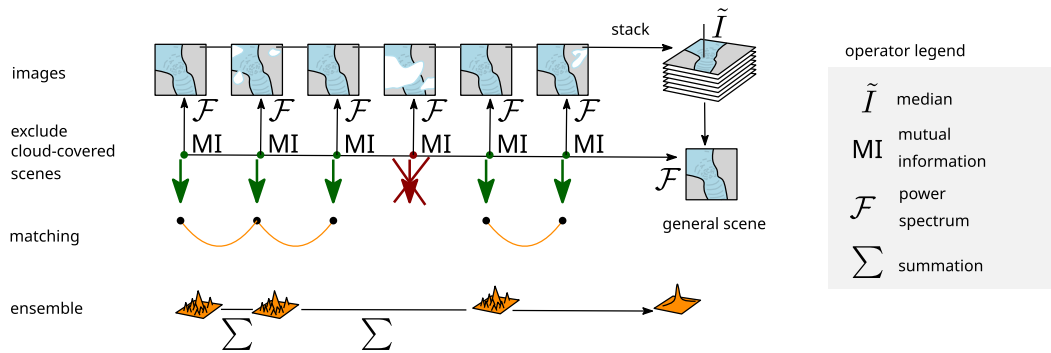 stack
Ĩ
images
ℱ ℱ ℱ ℱ ℱ ℱ
exclude
cloud-covered
scenes
MI MI MI MI MI MI
ℱ
general scene
matching
ensemble
∑ ∑
operator legend
Ĩ median
MI mutual
information
ℱ power
spectrum
∑ summation